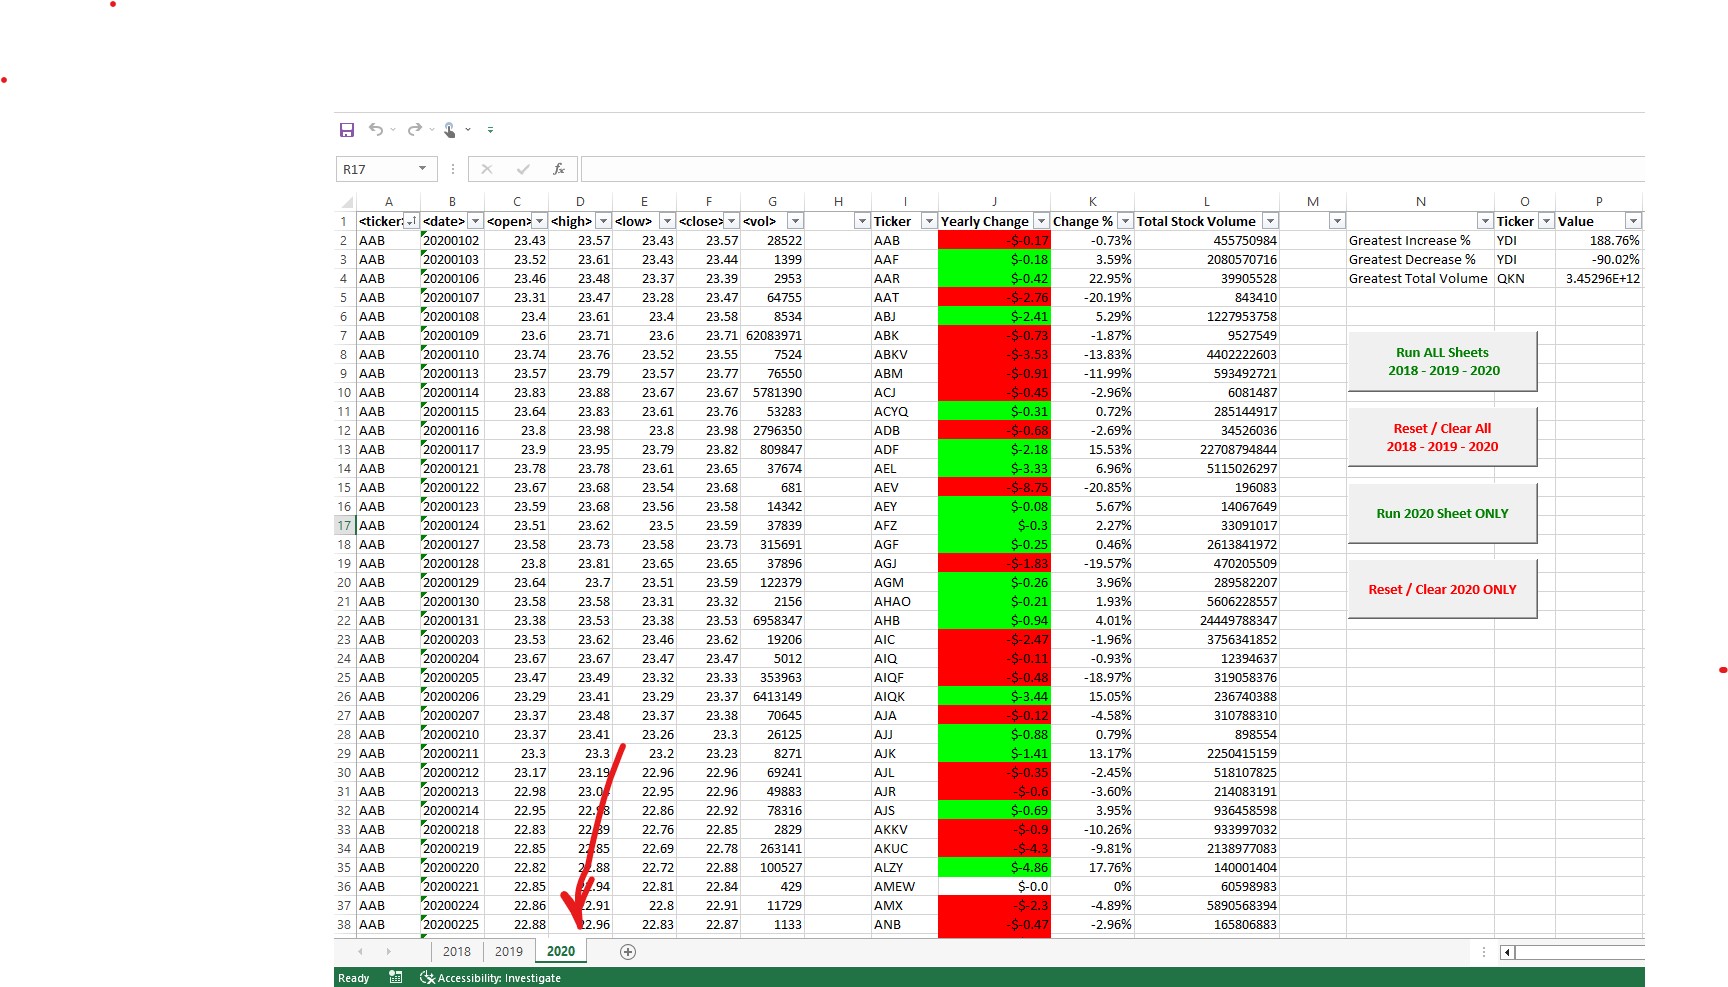 R17 fx
A B C D E F G H I J K L M N O P
1 <ticker> <date> <open> <high> <low> <close> <vol> Ticker Yearly Change Change % Total Stock Volume Ticker Value
2 AAB 20200102 23.43 23.57 23.43 23.57 28522 AAB -$-0.17 -0.73% 455750984 Greatest Increase % YDI 188.76%
3 AAB 20200103 23.52 23.61 23.43 23.44 1399 AAF $-0.18 3.59% 2080570716 Greatest Decrease % YDI -90.02%
4 AAB 20200106 23.46 23.48 23.37 23.39 2953 AAR $-0.42 22.95% 39905528 Greatest Total Volume QKN 3.45296E+12
5 AAB 20200107 23.31 23.47 23.28 23.47 64755 AAT -$-2.76 -20.19% 843410
6 AAB 20200108 23.4 23.61 23.4 23.58 8534 ABJ $-2.41 5.29% 1227953758
7 AAB 20200109 23.6 23.71 23.6 23.71 62083971 ABK -$-0.73 -1.87% 9527549
8 AAB 20200110 23.74 23.76 23.52 23.55 7524 ABKV -$-3.53 -13.83% 4402222603
9 AAB 20200113 23.57 23.79 23.57 23.77 76550 ABM -$-0.91 -11.99% 593492721
10 AAB 20200114 23.83 23.88 23.67 23.67 5781390 ACJ -$-0.45 -2.96% 6081487
11 AAB 20200115 23.64 23.83 23.61 23.76 53283 ACYQ $-0.31 0.72% 285144917
12 AAB 20200116 23.8 23.98 23.8 23.98 2796350 ADB -$-0.68 -2.69% 34526036
13 AAB 20200117 23.9 23.95 23.79 23.82 809847 ADF $-2.18 15.53% 22708794844
14 AAB 20200121 23.78 23.78 23.61 23.65 37674 AEL $-3.33 6.96% 5115026297
15 AAB 20200122 23.67 23.68 23.54 23.68 681 AEV -$-8.75 -20.85% 196083
16 AAB 20200123 23.59 23.68 23.56 23.58 14342 AEY $-0.08 5.67% 14067649
17 AAB 20200124 23.51 23.62 23.5 23.59 37839 AFZ $-0.3 2.27% 33091017
18 AAB 20200127 23.58 23.73 23.58 23.73 315691 AGF $-0.25 0.46% 2613841972
19 AAB 20200128 23.8 23.81 23.65 23.65 37896 AGJ -$-1.83 -19.57% 470205509
20 AAB 20200129 23.64 23.7 23.51 23.59 122379 AGM $-0.26 3.96% 289582207
21 AAB 20200130 23.58 23.58 23.31 23.32 2156 AHAO $-0.21 1.93% 5606228557
22 AAB 20200131 23.38 23.53 23.38 23.53 6958347 AHB $-0.94 4.01% 24449788347
23 AAB 20200203 23.53 23.62 23.46 23.62 19206 AIC -$-2.47 -1.96% 3756341852
24 AAB 20200204 23.67 23.67 23.47 23.47 5012 AIQ -$-0.11 -0.93% 12394637
25 AAB 20200205 23.47 23.49 23.32 23.33 353963 AIQF -$-0.48 -18.97% 319058376
26 AAB 20200206 23.29 23.41 23.29 23.37 6413149 AIQK $-3.44 15.05% 236740388
27 AAB 20200207 23.37 23.48 23.37 23.38 70645 AJA -$-0.12 -4.58% 310788310
28 AAB 20200210 23.37 23.41 23.26 23.3 26125 AJJ $-0.88 0.79% 898554
29 AAB 20200211 23.3 23.3 23.2 23.23 8271 AJK $-1.41 13.17% 2250415159
30 AAB 20200212 23.17 23.19 22.96 22.96 69241 AJL -$-0.35 -2.45% 518107825
31 AAB 20200213 22.98 22.95 22.96 49883 AJR -$-0.6 -3.60% 214083191
32 AAB 20200214 22.95 22.86 22.92 78316 AJS $-0.69 3.95% 936458598
33 AAB 20200218 22.83 22.76 22.85 2829 AKKV -$-0.9 -10.26% 933997032
34 AAB 20200219 22.85 22.69 22.78 263141 AKUC -$-4.3 -9.81% 2138977083
35 AAB 20200220 22.82 22.88 22.72 22.88 100527 ALZY $-4.86 17.76% 140001404
36 AAB 20200221 22.85 22.81 22.84 429 AMEW $-0.0 0% 60598983
37 AAB 20200224 22.86 22.91 22.8 22.91 11729 AMX -$-2.3 -4.89% 5890568394
38 AAB 20200225 22.88 22.96 22.83 22.87 1133 ANB -$-0.47 -2.96% 165806883
Run ALL Sheets
2018 - 2019 - 2020
Reset / Clear All
2018 - 2019 - 2020
Run 2020 Sheet ONLY
Reset / Clear 2020 ONLY
2018 2019 2020
Ready Accessibility: Investigate